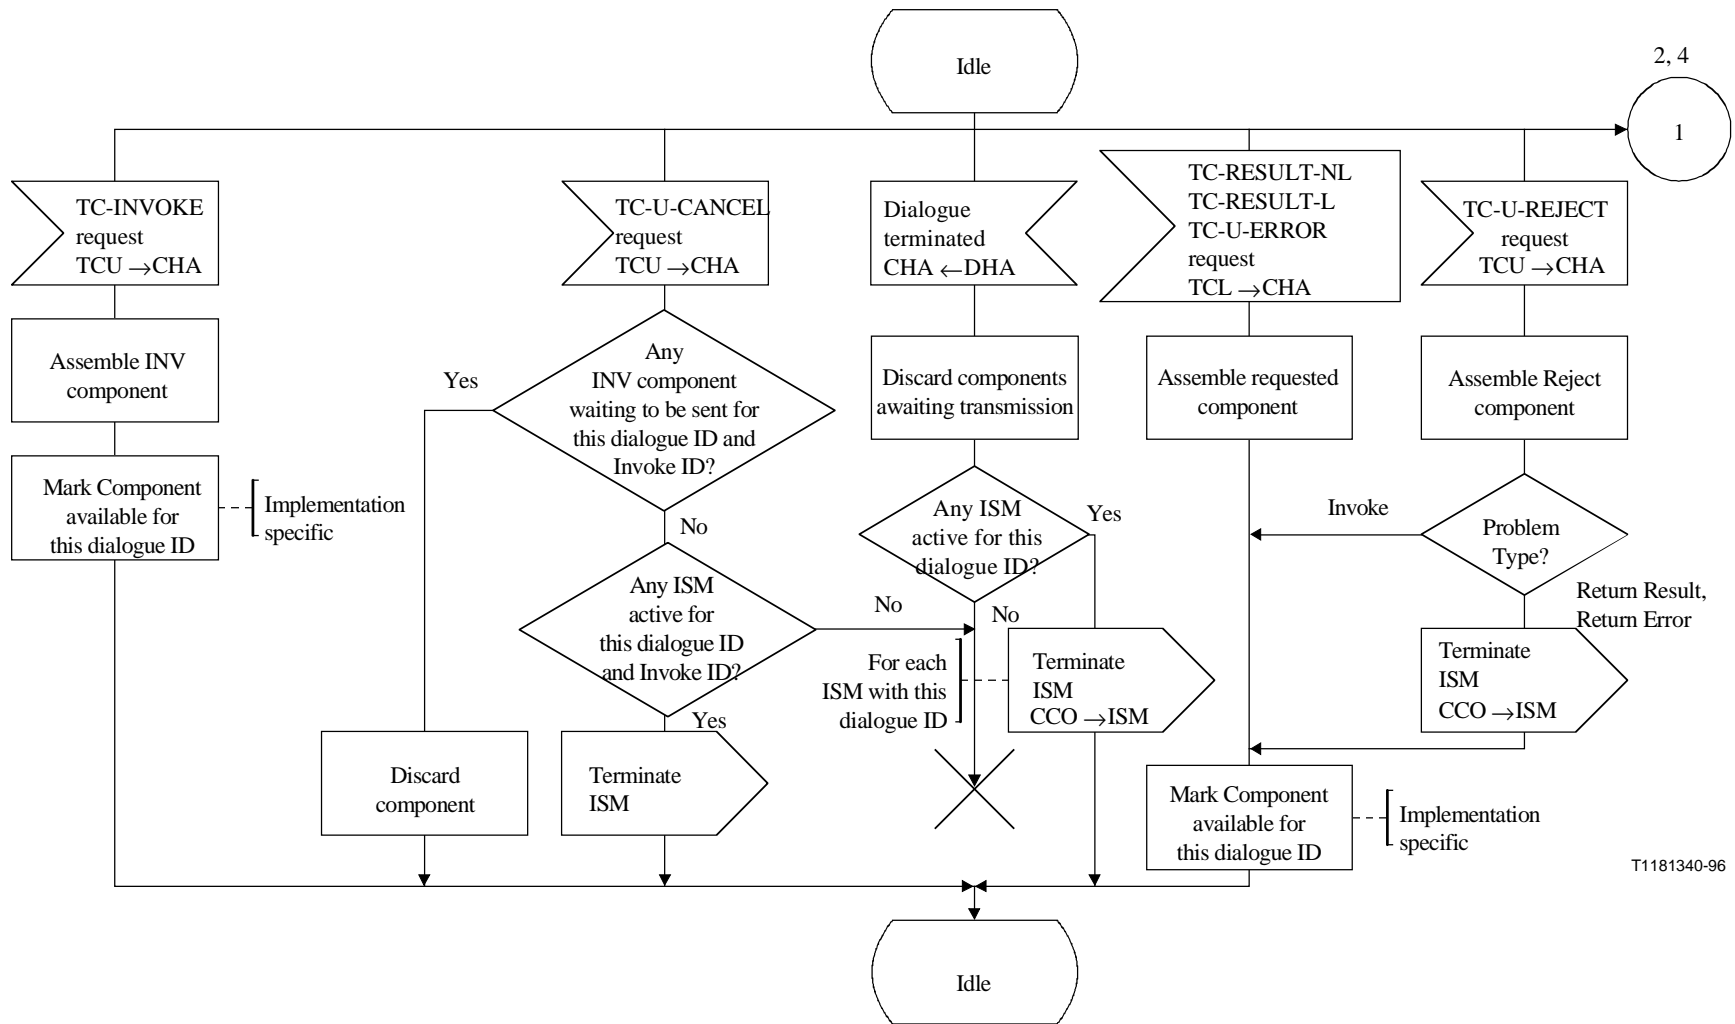 Idle
2, 4
1
TC-INVOKE
request
TCU →CHA
TC-U-CANCEL
request
TCU →CHA
Dialogue
terminated
CHA ←DHA
TC-RESULT-NL
TC-RESULT-L
TC-U-ERROR
request
TCL →CHA
TC-U-REJECT
request
TCU →CHA
Assemble INV
component
Yes
Any
INV component
waiting to be sent for
this dialogue ID and
Invoke ID?
Discard components
awaiting transmission
Assemble requested
component
Assemble Reject
component
Mark Component
available for
this dialogue ID
Implementation
specific
No
Any ISM
active for this
dialogue ID?
Yes
Invoke
Problem
Type?
Any ISM
active for
this dialogue ID
and Invoke ID?
No
No
Return Result,
Return Error
For each
ISM with this
dialogue ID
Terminate
ISM
CCO →ISM
Terminate
ISM
CCO →ISM
Yes
Discard
component
Terminate
ISM
Mark Component
available for
this dialogue ID
Implementation
specific
T1181340-96
Idle